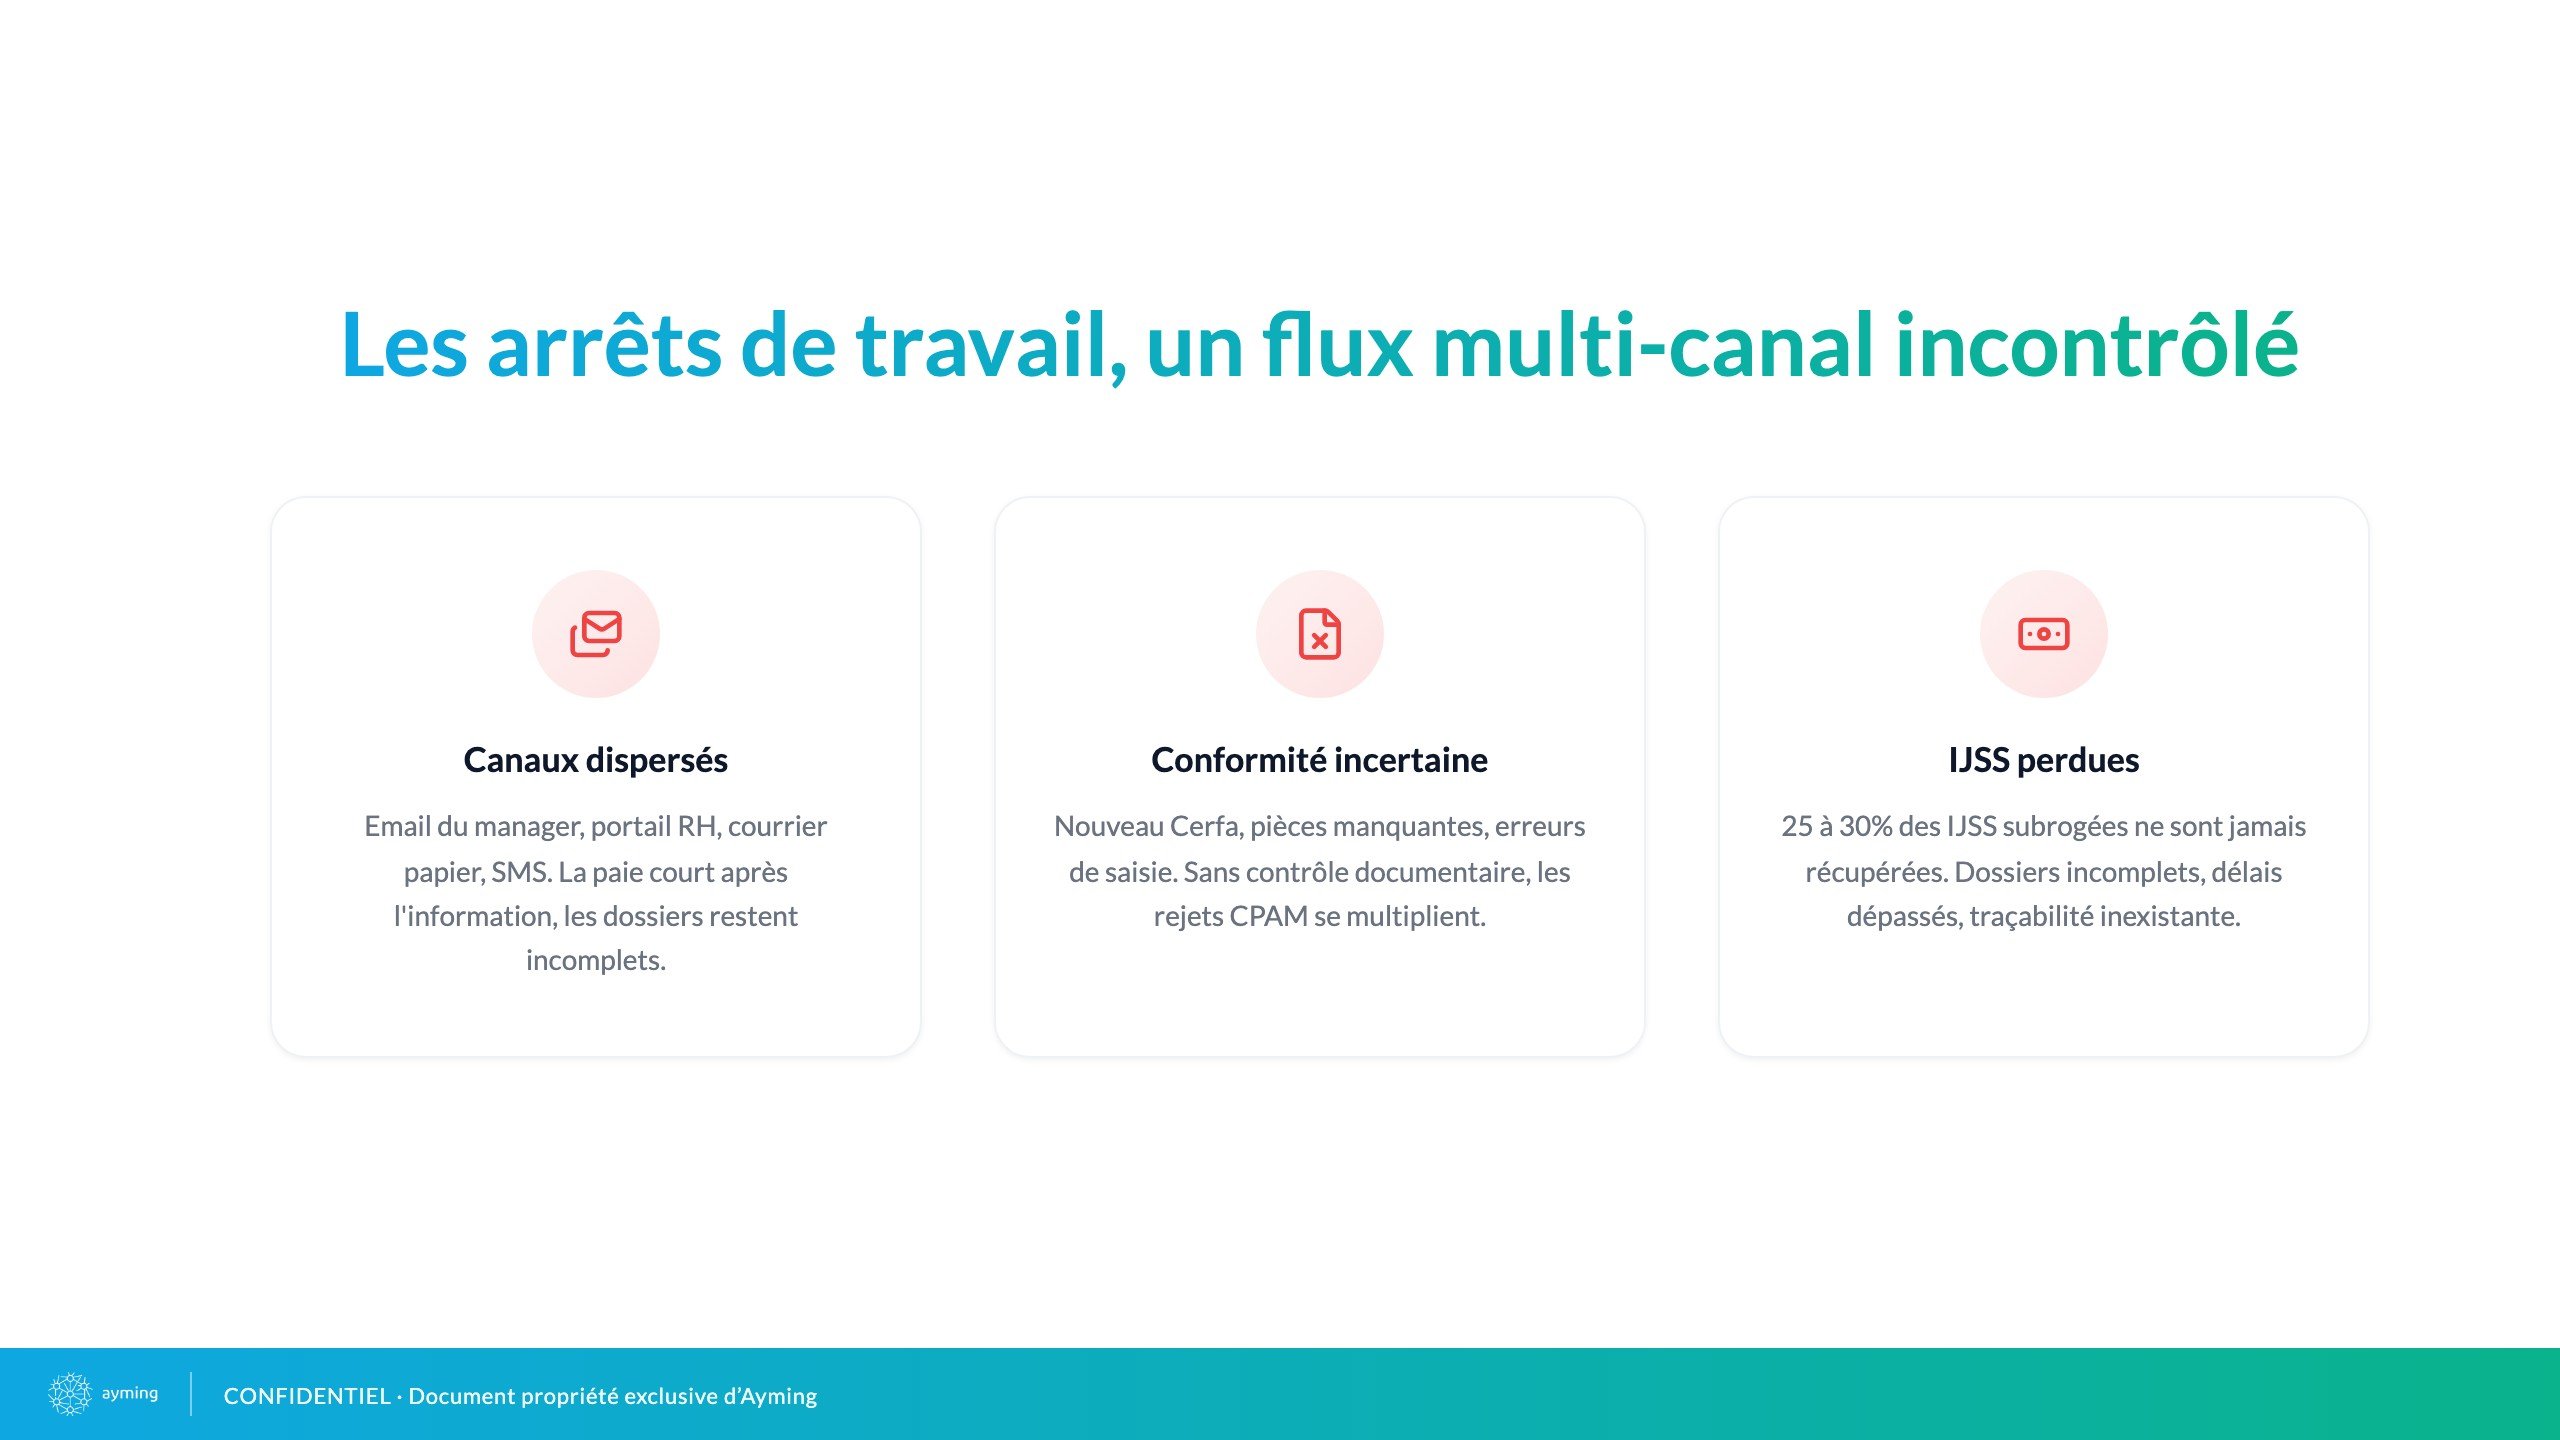 Les arrêts de travail, un flux multi-canal incontrôlé
Canaux dispersés
Email du manager, portail RH, courrier
papier, SMS. La paie court après
l'information, les dossiers restent
incomplets.
Conformité incertaine
Nouveau Cerfa, pièces manquantes, erreurs
de saisie. Sans contrôle documentaire, les
rejets CPAM se multiplient.
IJSS perdues
25 à 30% des IJSS subrogées ne sont jamais
récupérées. Dossiers incomplets, délais
dépassés, traçabilité inexistante.
ayming
CONFIDENTIEL · Document propriété exclusive d’Ayming